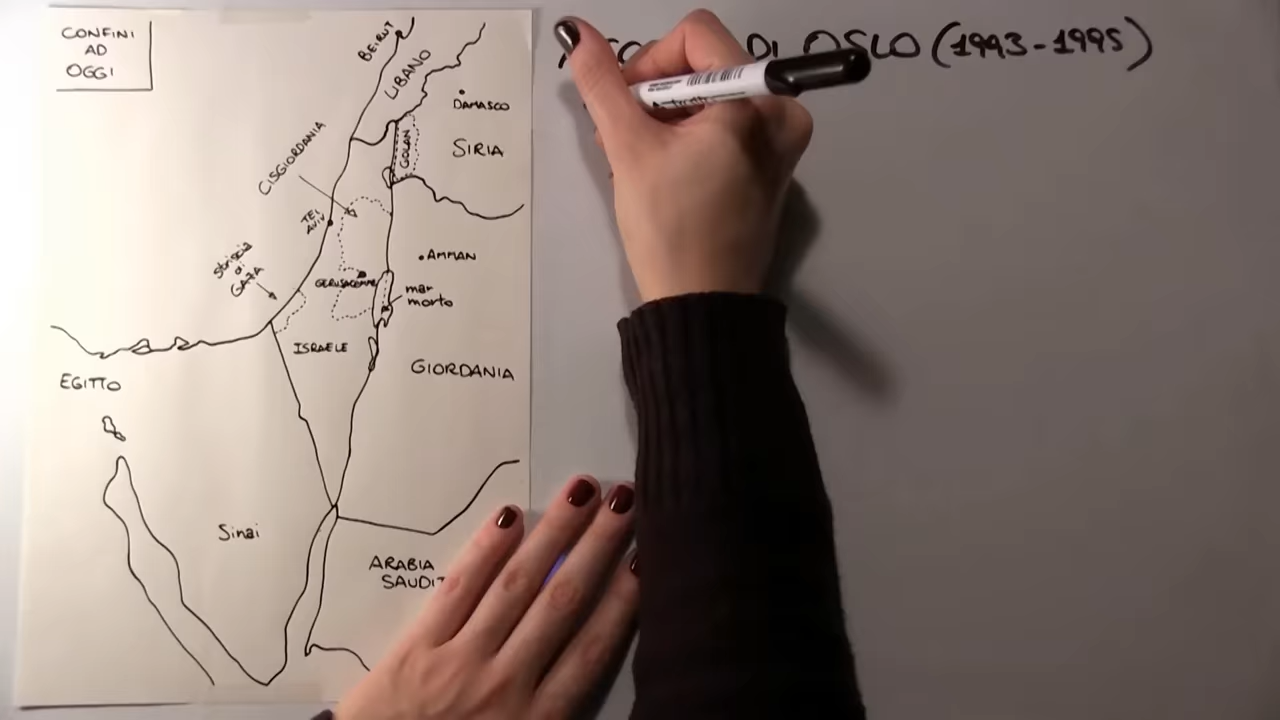 CONFINI
AD
OGGI
BEIRUT
LIBANO
DAMASCO
GOLAN
SIRIA
CISGIORDANIA
TEL
AVIV
AMMAN
striscia
di
GAZA
GERUSALEMME
mar
morto
ISRAELE
GIORDANIA
EGITTO
Sinai
ARABIA
SAUDIT
DI OSLO (1993-1995)